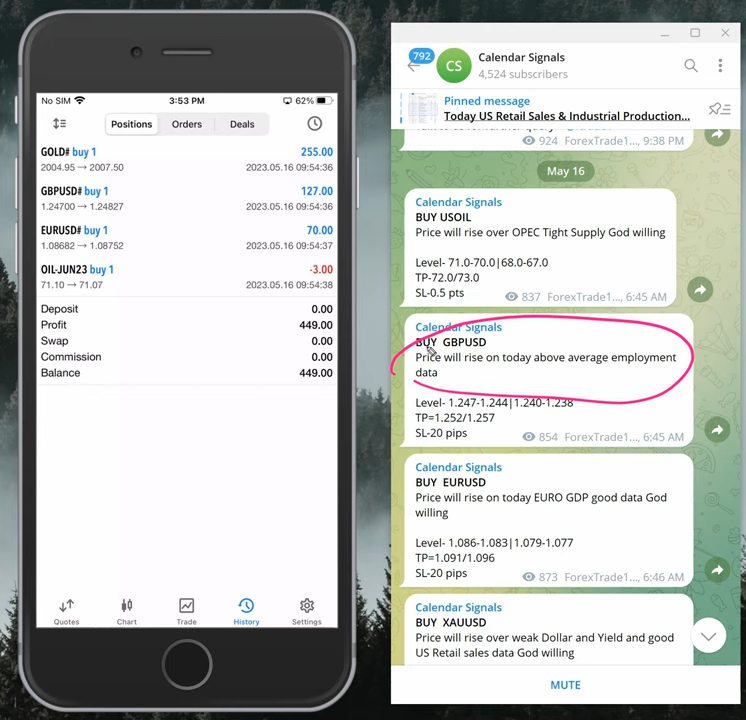 No SIM
3:53 PM
62%
Positions
Orders
Deals
GOLD# buy 1
255.00
2004.95 → 2007.50
2023.05.16 09:54:36
GBPUSD# buy 1
127.00
1.24700 → 1.24827
2023.05.16 09:54:36
EURUSD# buy 1
70.00
1.08682 → 1.08752
2023.05.16 09:54:37
OIL-JUN23 buy 1
-3.00
71.10 → 71.07
2023.05.16 09:54:38
Deposit
0.00
Profit
449.00
Swap
0.00
Commission
0.00
Balance
449.00
Quotes
Chart
Trade
History
Settings
792
CS
Calendar Signals
4,524 subscribers
Pinned message
Today US Retail Sales & Industrial Production...
924 ForexTrade1..., 9:38 PM
May 16
Calendar Signals
BUY USOIL
Price will rise over OPEC Tight Supply God willing
Level- 71.0-70.0|68.0-67.0
TP-72.0/73.0
SL-0.5 pts
837 ForexTrade1..., 6:45 AM
Calendar Signals
BUY GBPUSD
Price will rise on today above average employment
data
Level- 1.247-1.244|1.240-1.238
TP=1.252/1.257
SL-20 pips
854 ForexTrade1..., 6:45 AM
Calendar Signals
BUY EURUSD
Price will rise on today EURO GDP good data God
willing
Level- 1.086-1.083|1.079-1.077
TP=1.091/1.096
SL-20 pips
873 ForexTrade1..., 6:46 AM
Calendar Signals
BUY XAUUSD
Price will rise over weak Dollar and Yield and good
US Retail sales data God willing
MUTE